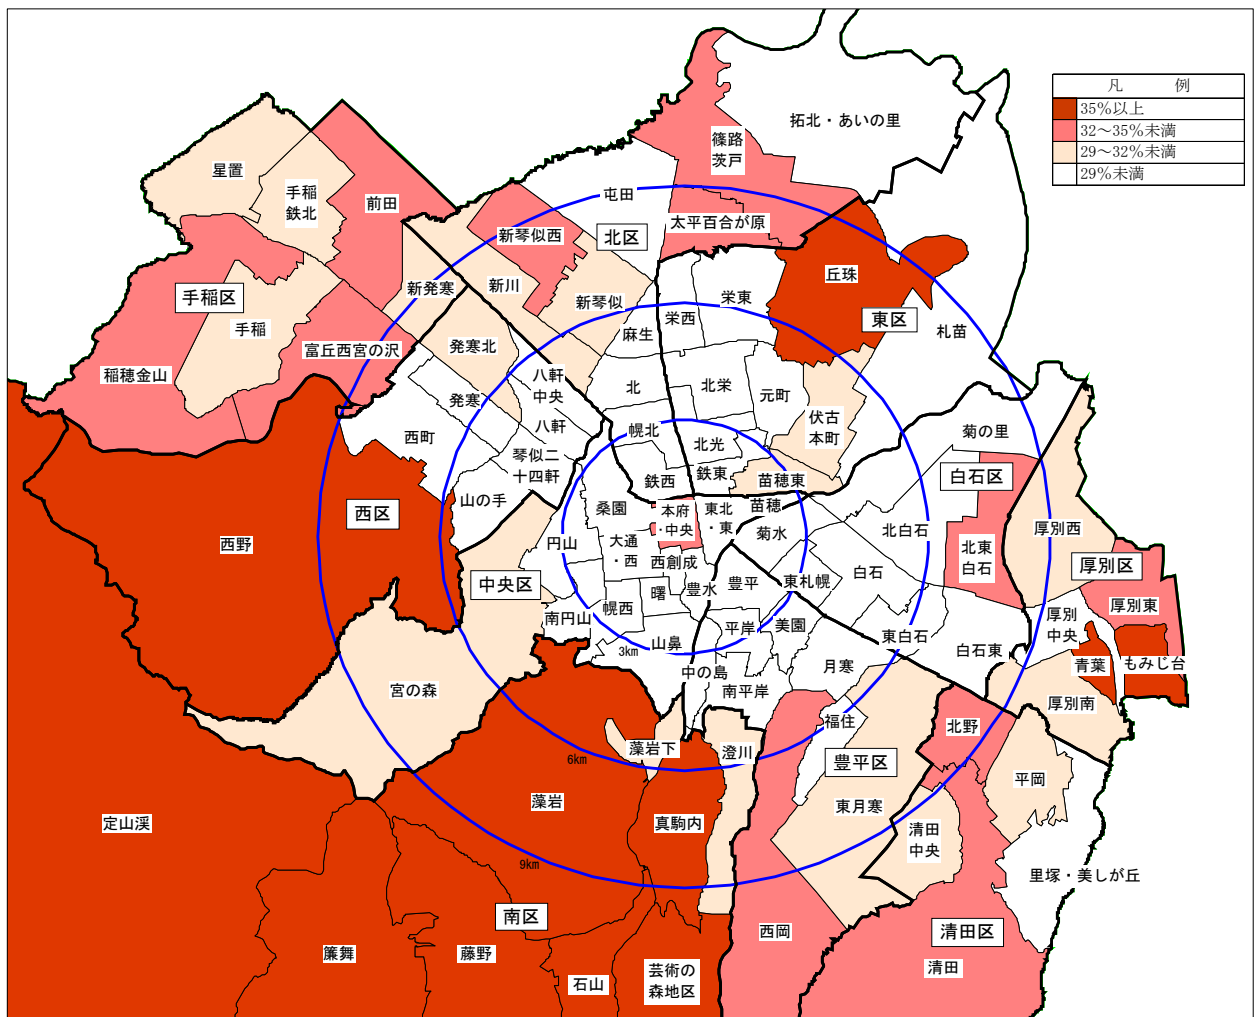 凡　例
35%以上
32～35%未満
29～32%未満
29%未満
拓北・あいの里
篠路
茨戸
星置
手稲
鉄北
前田
屯田
新琴似西
北区
太平百合が原
丘珠
手稲区
新発寒
新川
新琴似
栄東
東区
手稲
麻生
栄西
札苗
富丘西宮の沢
発寒北
稲穂金山
八軒
中央
北
北栄
元町
発寒
伏古
本町
西町
八軒
幌北
北光
菊の里
琴似二
十四軒
鉄西
鉄東
苗穂東
白石区
山の手
桑園
本府
・中央
東北
・東
苗穂
西区
西野
円山
大通
・西
西創成
菊水
北白石
北東
白石
厚別西
中央区
曙
豊水
豊平
東札幌
白石
厚別区
南円山
幌西
平岸
美園
厚別
中央
厚別東
山鼻
3km
東白石
白石東
青葉
もみじ台
中の島
南平岸
月寒
宮の森
厚別南
福住
北野
藻岩下
澄川
6km
豊平区
平岡
藻岩
東月寒
定山渓
真駒内
清田
中央
9km
里塚・美しが丘
南区
西岡
清田区
簾舞
藤野
石山
芸術の
森地区
清田